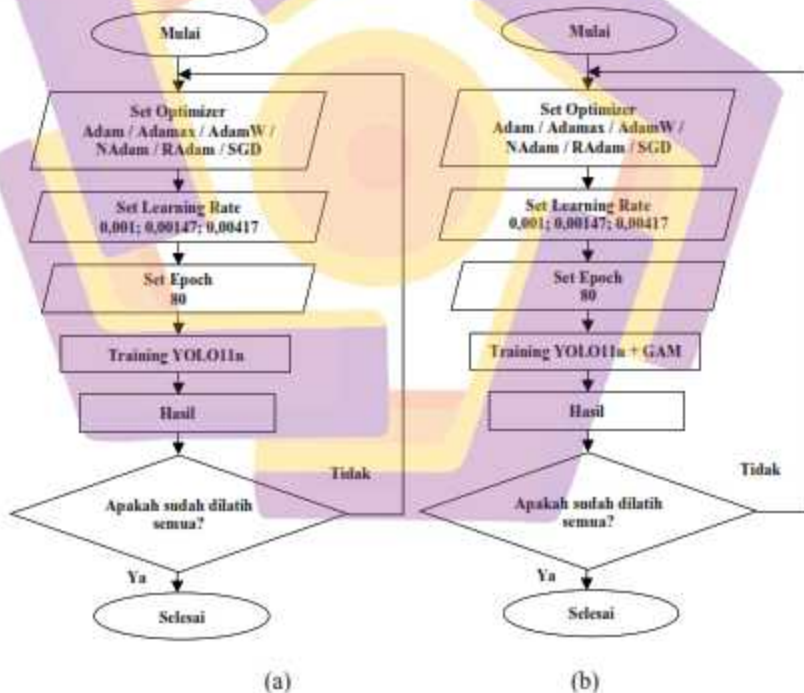 Mulai
Set Optimizer
Adam / Adamax / AdamW /
NAdam / RAdam / SGD
Set Learning Rate
0,001; 0,00147; 0,00417
Set Epoch
80
Training YOLO11n
Hasil
Tidak
Apakah sudah dilatih
semua?
Ya
Selesai
(a)
Mulai
Set Optimizer
Adam / Adamax / AdamW /
NAdam / RAdam / SGD
Set Learning Rate
0,001; 0,00147; 0,00417
Set Epoch
80
Training YOLO11n + GAM
Hasil
Tidak
Apakah sudah dilatih
semua?
Ya
Selesai
(b)